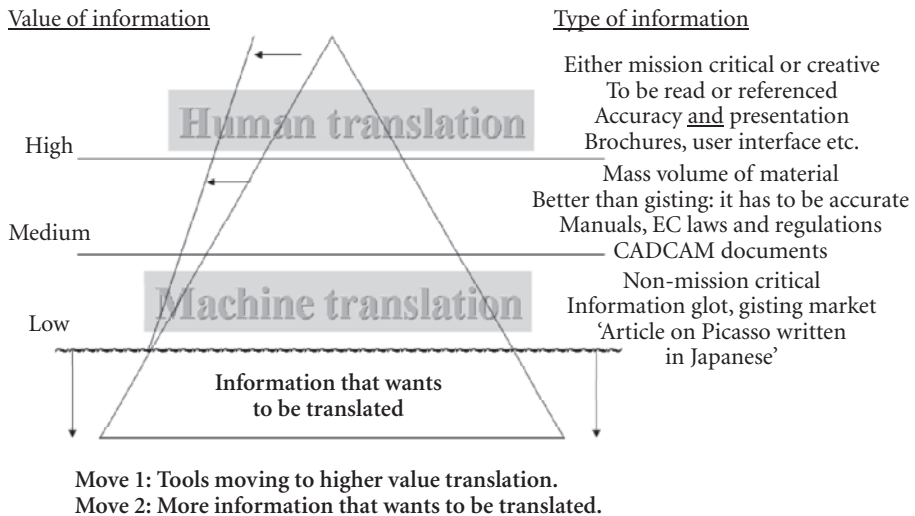 Value of information
Type of information
Either mission critical or creative
To be read or referenced
Accuracy and presentation
Brochures, user interface etc.
Human translation
High
Mass volume of material
Better than gisting: it has to be accurate
Manuals, EC laws and regulations
CADCAM documents
Medium
Machine translation
Non-mission critical
Information glot, gisting market
‘Article on Picasso written
in Japanese’
Low
Information that wants
to be translated
Move 1: Tools moving to higher value translation.
Move 2: More information that wants to be translated.